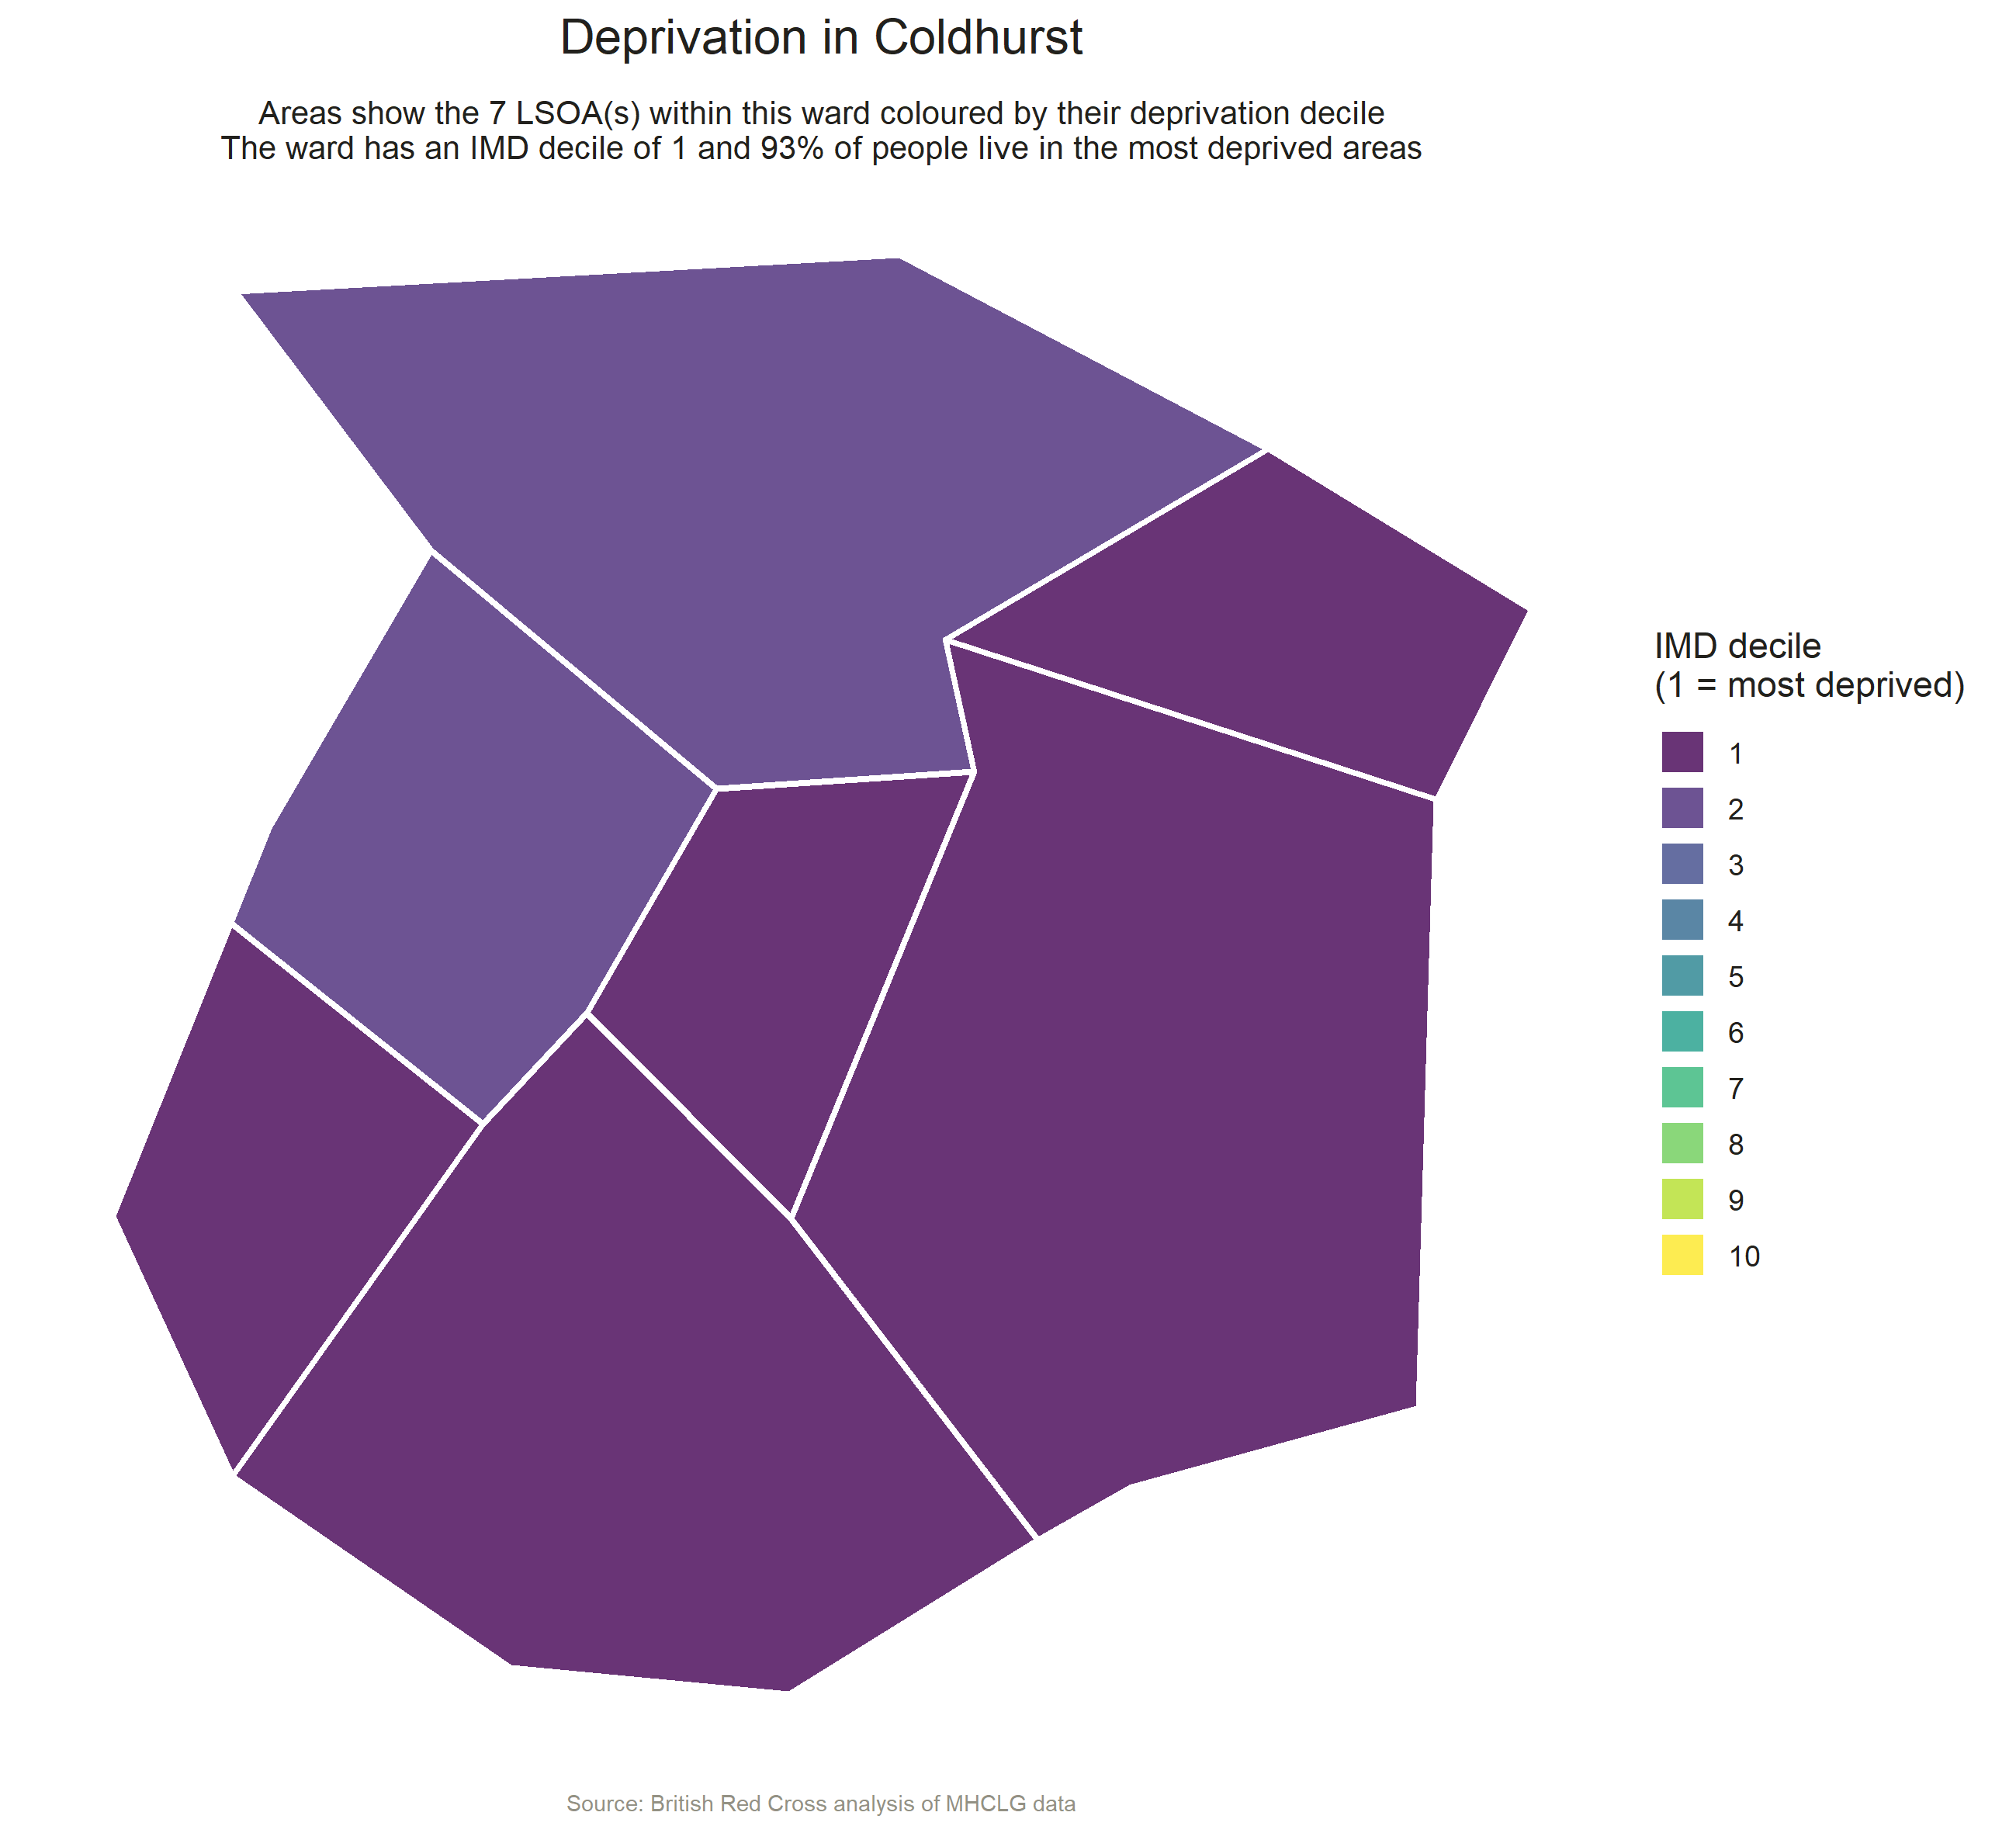 Deprivation in Coldhurst
Areas show the 7 LSOA(s) within this ward coloured by their deprivation decile
The ward has an IMD decile of 1 and 93% of people live in the most deprived areas
IMD decile
(1 = most deprived)
1
2
3
4
5
6
7
8
9
10
Source: British Red Cross analysis of MHCLG data